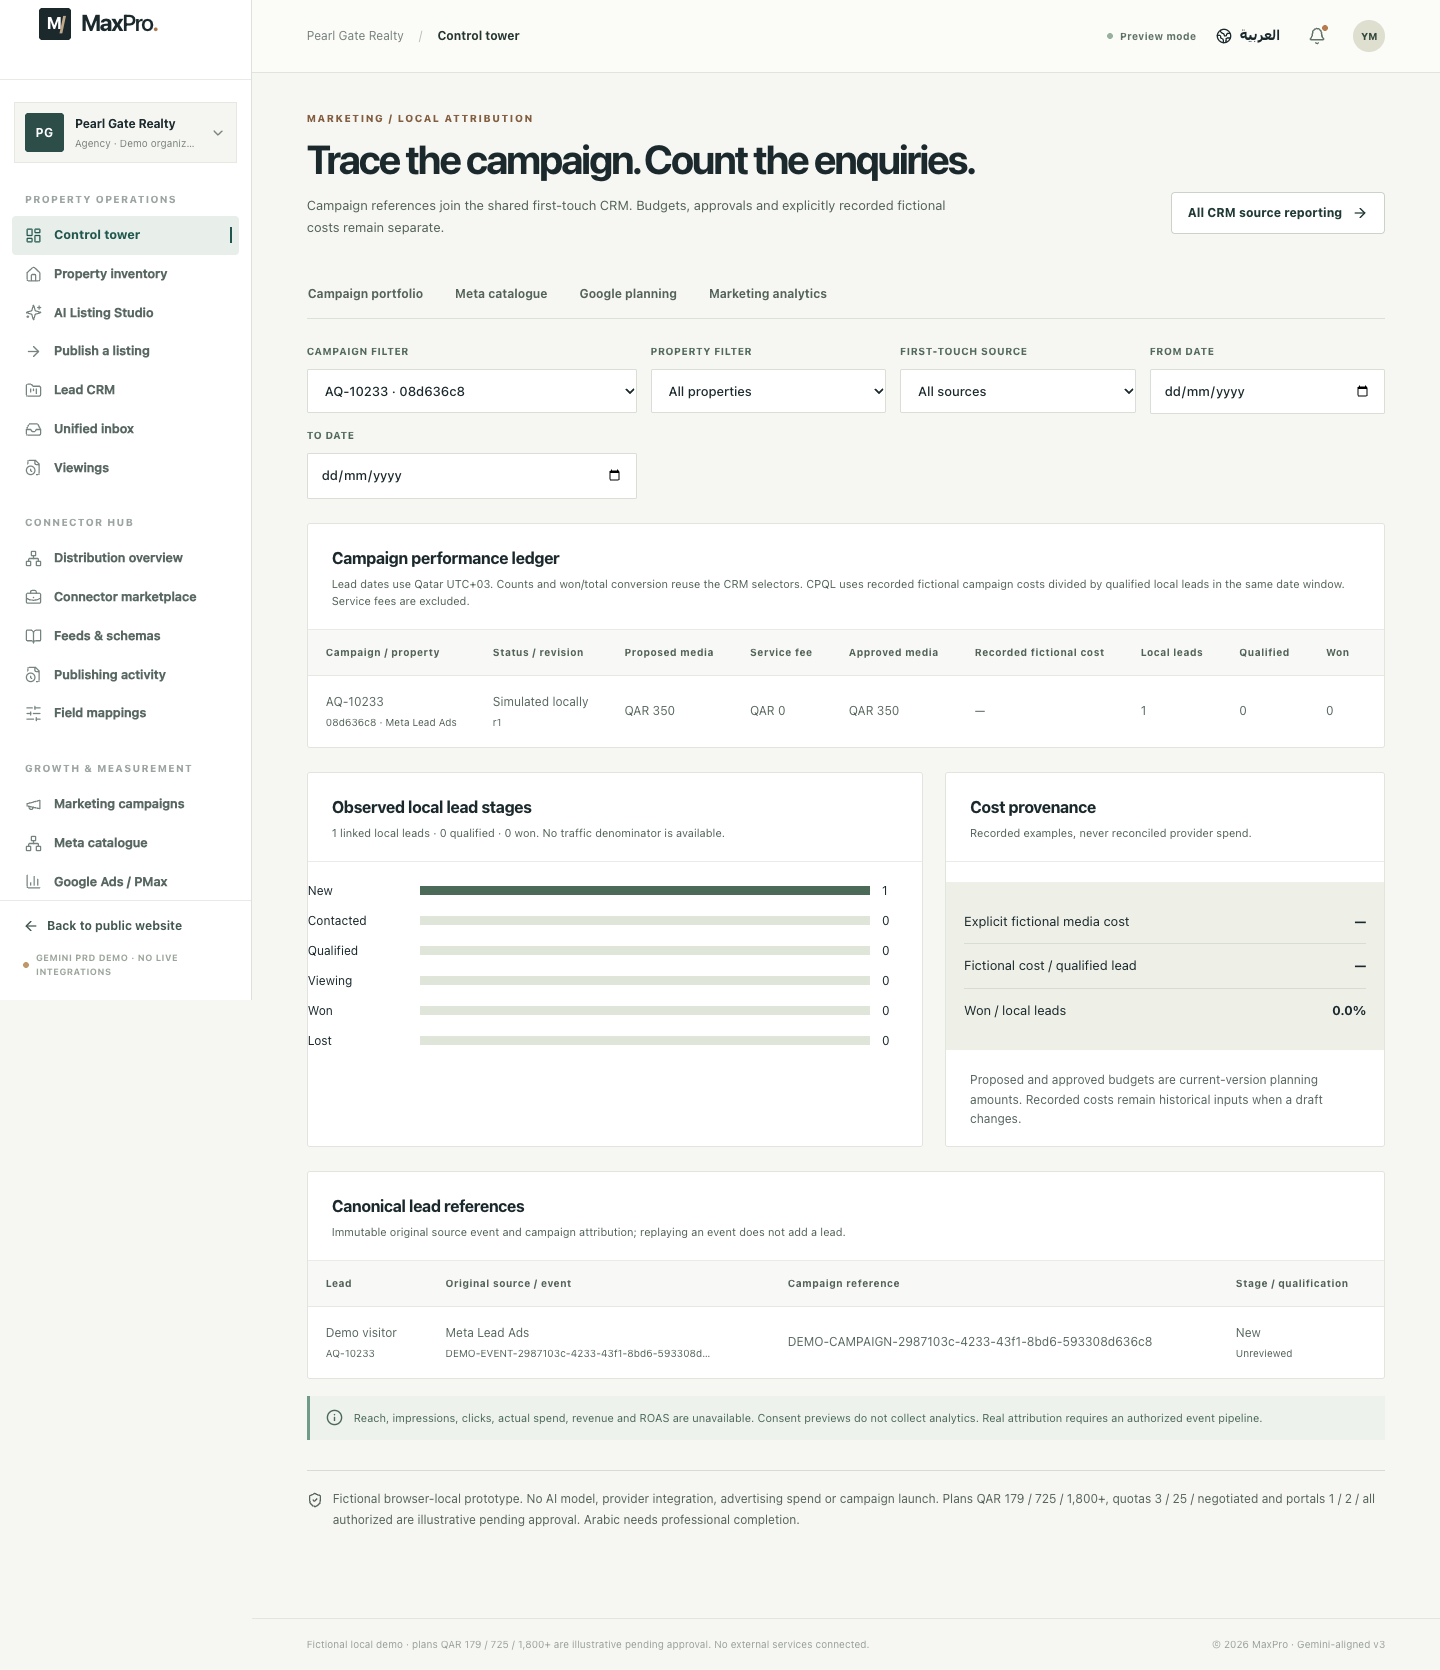 M/ MaxPro.
PG
Pearl Gate Realty
Agency · Demo organiz...
PROPERTY OPERATIONS
Control tower
Property inventory
AI Listing Studio
Publish a listing
Lead CRM
Unified inbox
Viewings
CONNECTOR HUB
Distribution overview
Connector marketplace
Feeds & schemas
Publishing activity
Field mappings
GROWTH & MEASUREMENT
Marketing campaigns
Meta catalogue
Google Ads / PMax
Back to public website
GEMINI PRD DEMO · NO LIVE
INTEGRATIONS
Pearl Gate Realty / Control tower
Preview mode
العربية
YM
MARKETING / LOCAL ATTRIBUTION
Trace the campaign. Count the enquiries.
Campaign references join the shared first-touch CRM. Budgets, approvals and explicitly recorded fictional
costs remain separate.
All CRM source reporting
Campaign portfolio Meta catalogue Google planning Marketing analytics
CAMPAIGN FILTER PROPERTY FILTER FIRST-TOUCH SOURCE FROM DATE
AQ-10233 · 08d636c8 All properties All sources dd/mm/yyyy
TO DATE
dd/mm/yyyy
Campaign performance ledger
Lead dates use Qatar UTC+03. Counts and won/total conversion reuse the CRM selectors. CPQL uses recorded fictional campaign costs divided by qualified local leads in the same date window.
Service fees are excluded.
Campaign / property Status / revision Proposed media Service fee Approved media Recorded fictional cost Local leads Qualified Won
AQ-10233 Simulated locally QAR 350 QAR 0 QAR 350 — 1 0 0
08d636c8 · Meta Lead Ads r1
Observed local lead stages
1 linked local leads · 0 qualified · 0 won. No traffic denominator is available.
New 1
Contacted 0
Qualified 0
Viewing 0
Won 0
Lost 0
Cost provenance
Recorded examples, never reconciled provider spend.
Explicit fictional media cost —
Fictional cost / qualified lead —
Won / local leads 0.0%
Proposed and approved budgets are current-version planning
amounts. Recorded costs remain historical inputs when a draft
changes.
Canonical lead references
Immutable original source event and campaign attribution; replaying an event does not add a lead.
Lead Original source / event Campaign reference Stage / qualification
Demo visitor Meta Lead Ads DEMO-CAMPAIGN-2987103c-4233-43f1-8bd6-593308d636c8 New
AQ-10233 DEMO-EVENT-2987103c-4233-43f1-8bd6-593308d... Unreviewed
Reach, impressions, clicks, actual spend, revenue and ROAS are unavailable. Consent previews do not collect analytics. Real attribution requires an authorized event pipeline.
Fictional browser-local prototype. No AI model, provider integration, advertising spend or campaign launch. Plans QAR 179 / 725 / 1,800+, quotas 3 / 25 / negotiated and portals 1 / 2 / all
authorized are illustrative pending approval. Arabic needs professional completion.
Fictional local demo · plans QAR 179 / 725 / 1,800+ are illustrative pending approval. No external services connected.
© 2026 MaxPro · Gemini-aligned v3